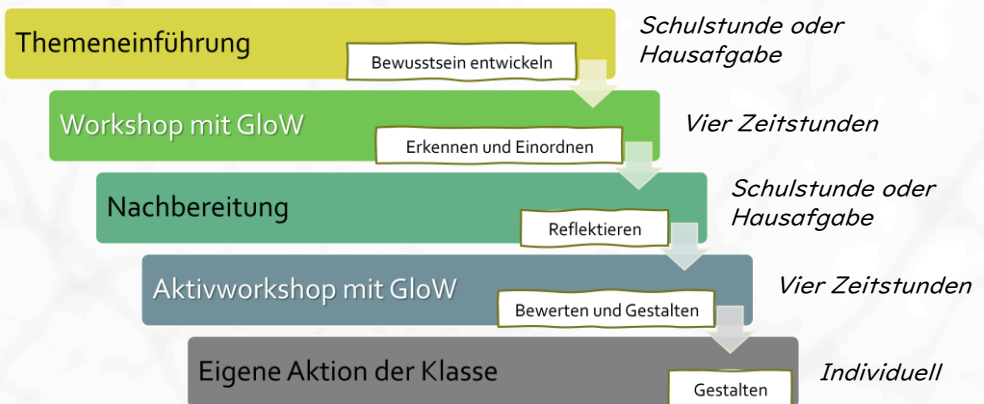 Themeneinführung
Bewusstsein entwickeln
Schulstunde oder
Hausafgabe
Workshop mit GloW
Erkennen und Einordnen
Vier Zeitstunden
Nachbereitung
Reflektieren
Schulstunde oder
Hausafgabe
Aktivworkshop mit GloW
Bewerten und Gestalten
Vier Zeitstunden
Eigene Aktion der Klasse
Gestalten
Individuell